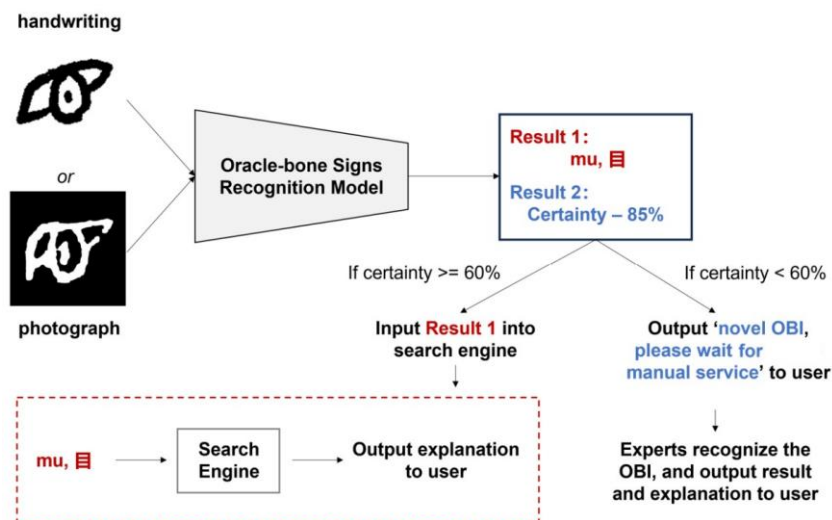 handwriting
or
photograph
Oracle-bone Signs
Recognition Model
Result 1:
mu, 目
Result 2:
Certainty – 85%
If certainty >= 60%
If certainty < 60%
Input Result 1 into
search engine
Output ‘novel OBI,
please wait for
manual service’ to user
mu, 目
Search
Engine
Output explanation
to user
Experts recognize the
OBI, and output result
and explanation to user